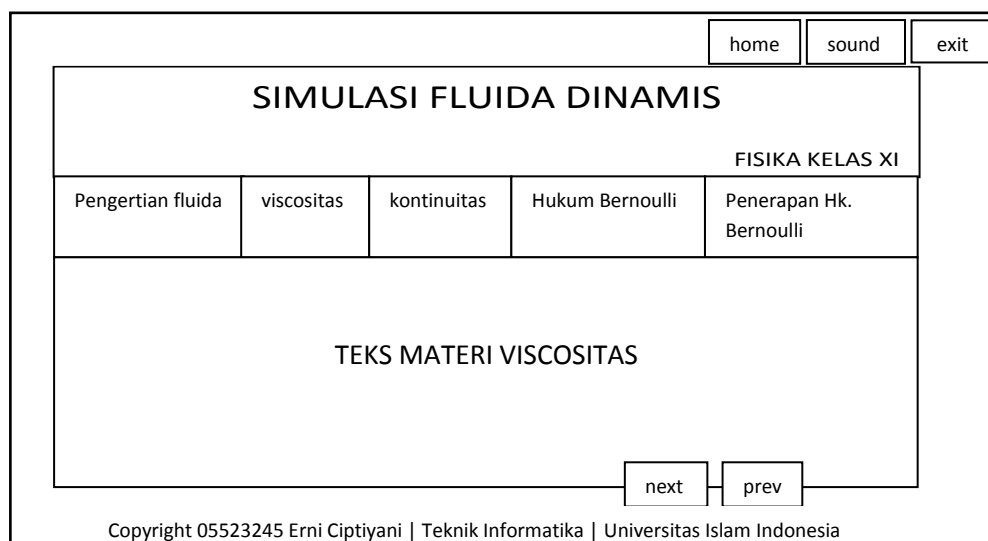 home sound exit
SIMULASI FLUIDA DINAMIS
FISIKA KELAS XI
Pengertian fluida viscositas kontinuitas Hukum Bernoulli Penerapan Hk.
Bernoulli
TEKS MATERI VISCOSITAS
next prev
Copyright 05523245 Erni Ciptiyani | Teknik Informatika | Universitas Islam Indonesia